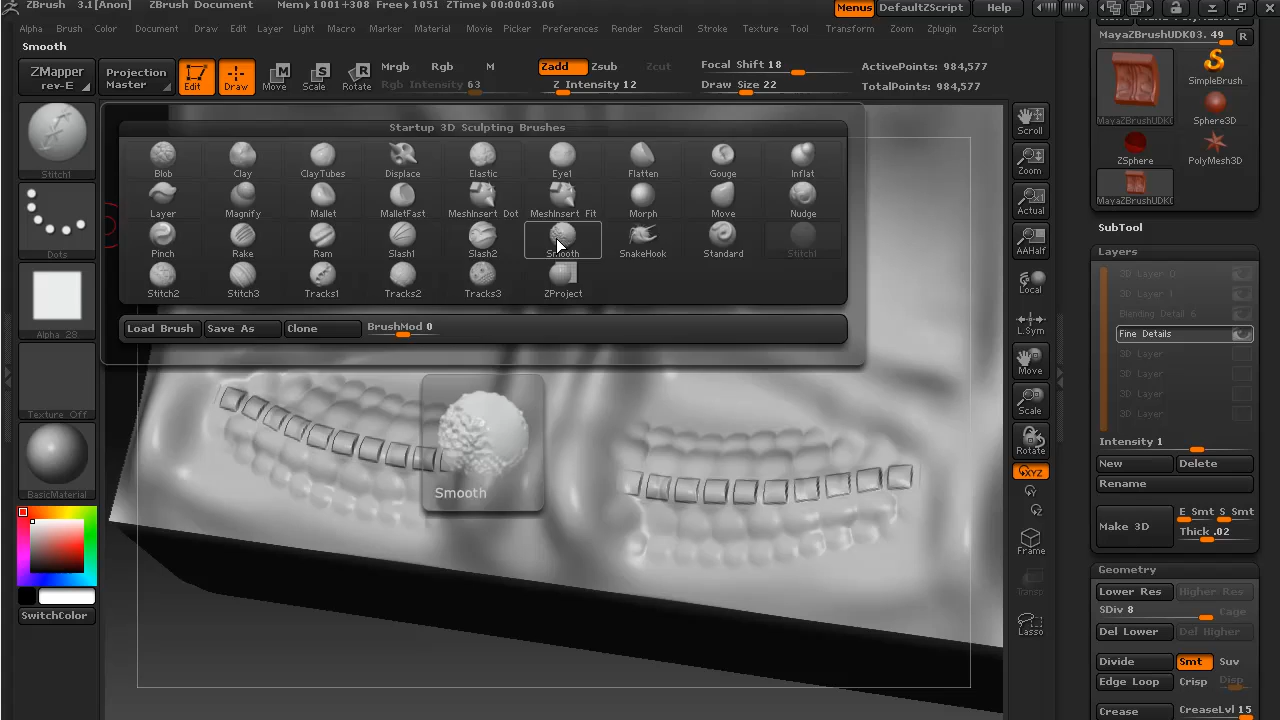 ZBrush 3.1[Anon] ZBrush Document Mem▶1001+308 Free▶1051 ZTime▶00:00:03.06 Menus DefaultZScript Help
Alpha Brush Color Document Draw Edit Layer Light Macro Marker Material Movie Picker Preferences Render Stencil Stroke Texture Tool Transform Zoom Zplugin Zscript
Smooth
ZMapper rev-E
Projection Master
Edit Draw Move Scale Rotate
Mrgb Rgb M
Rgb Intensity 63
Zadd Zsub Zcut
Z Intensity 12
Focal Shift 18
Draw Size 22
ActivePoints: 984,577
TotalPoints: 984,577
Startup 3D Sculpting Brushes
Blob Clay ClayTubes Displace Elastic Eye1 Flatten Gouge Inflat
Layer Magnify Mallet MalletFast MeshInsert Dot MeshInsert Fit Morph Move Nudge
Pinch Rake Ram Slash1 Slash2 Smooth SnakeHook Standard Stitch1
Stitch2 Stitch3 Tracks1 Tracks2 Tracks3 ZProject
Load Brush Save As Clone BrushMod 0
Smooth
Stitch1
Dots
Alpha 28
Texture Off
BasicMaterial
SwitchColor
Scroll
Zoom
Actual
AAHalf
Local
L.Sym
Move
Scale
Rotate
XYZ
Frame
Transp
Lasso
MayaZBrushUDK03. 49 R
MayaZBrushUDK0
SimpleBrush
Sphere3D
ZSphere
PolyMesh3D
MayaZBrushUDK0
SubTool
Layers
3D Layer 0
3D Layer 1
Blending Detail 6
Fine Details
3D Layer
3D Layer
3D Layer
3D Layer
Intensity 1
New Delete
Rename
Make 3D
E Smt S Smt
Thick .02
Geometry
Lower Res Higher Res
SDiv 8 Cage
Del Lower Del Higher
Divide Smt Suv
Edge Loop Crisp Disp
Crease CreaseLvl 15